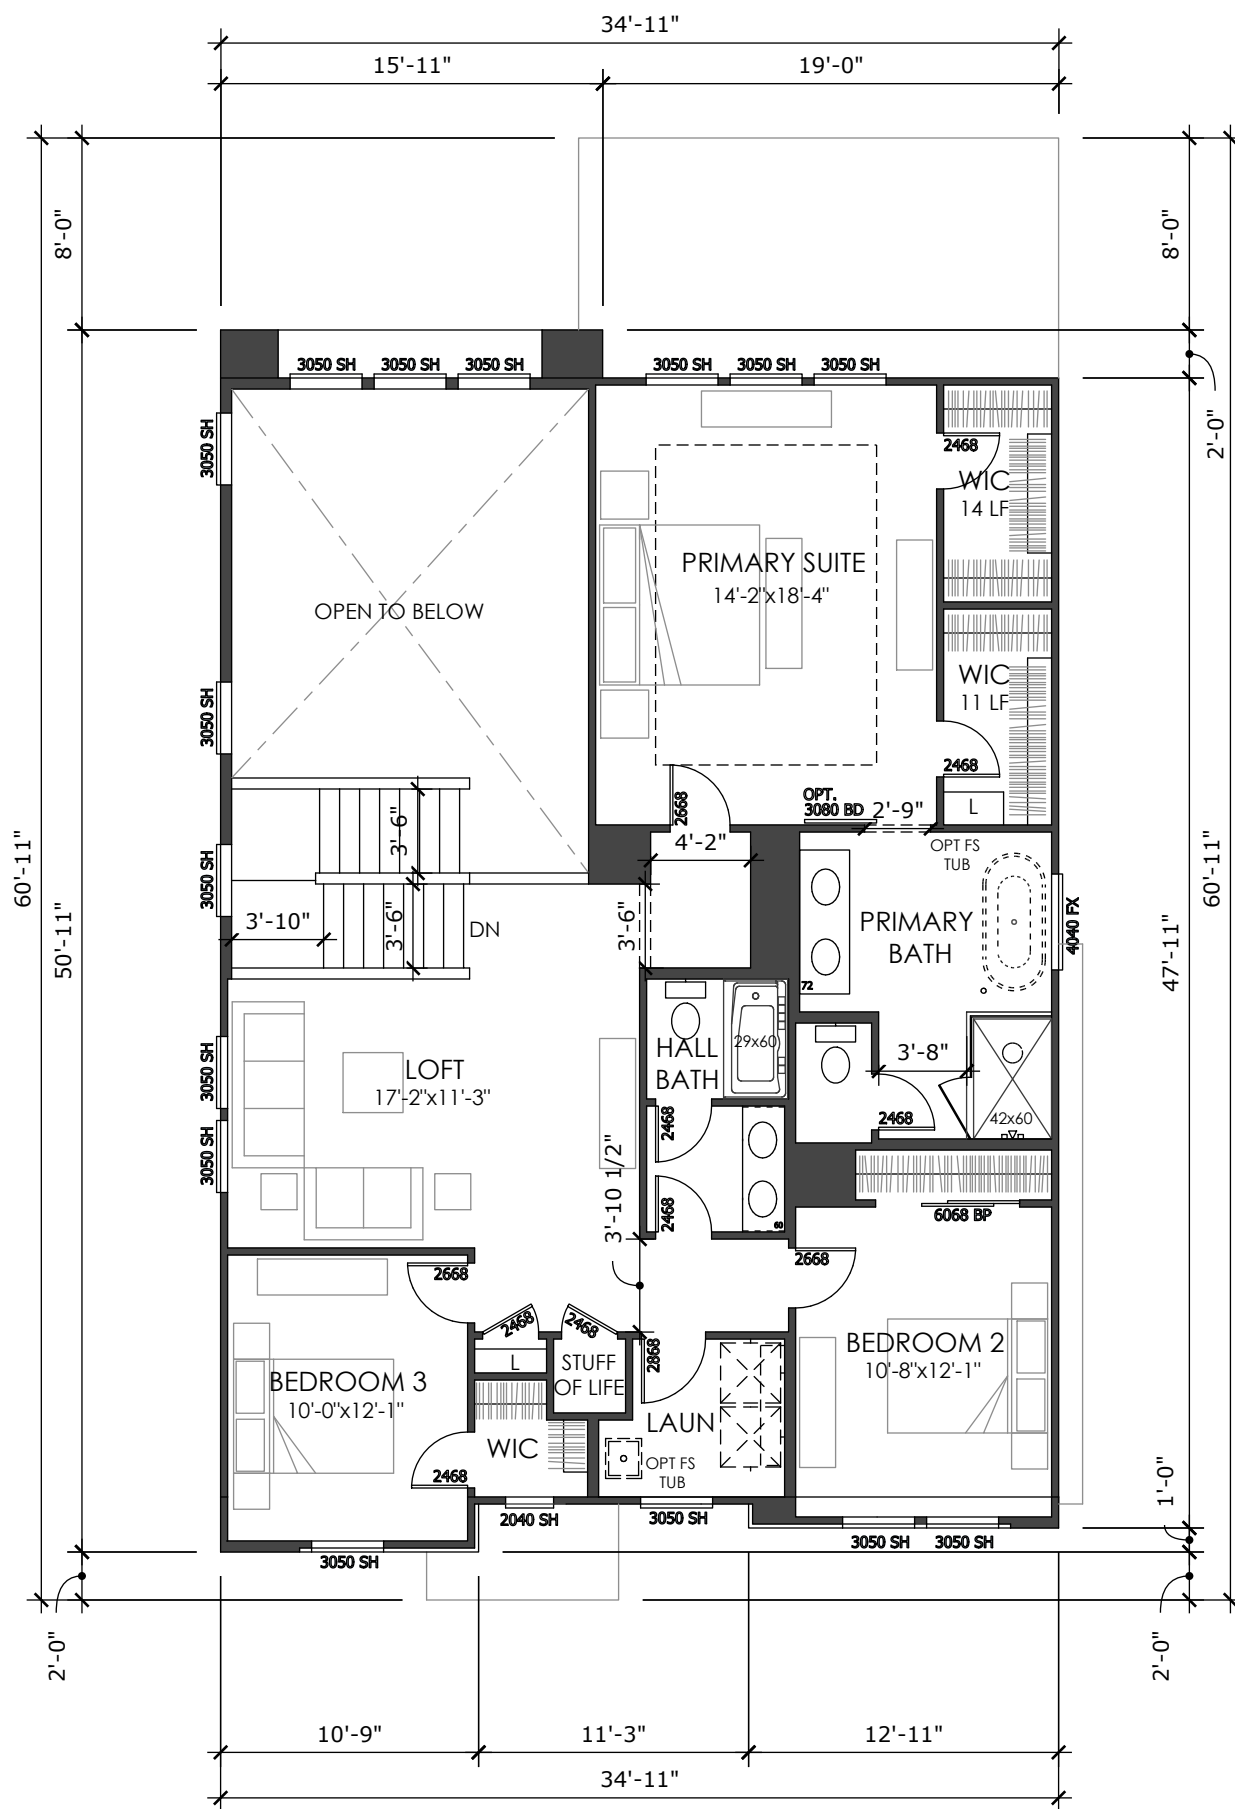 34'-11"
15'-11" 19'-0"
8'-0" 8'-0"
3050 SH 3050 SH 3050 SH 3050 SH 3050 SH 3050 SH
2'-0"
3050 SH
2468
WIC
14 LF
PRIMARY SUITE
14'-2"x18'-4"
OPEN TO BELOW
WIC
11 LF
3050 SH
2468
OPT.
3080 BD
2'-9"
L
2668
3'-6"
4'-2"
OPT FS
TUB
60'-11"
50'-11"
3050 SH
3'-10"
3'-6"
DN
3'-6"
PRIMARY
BATH
4040 FX
47'-11"
60'-11"
72
3050 SH
LOFT
17'-2"x11'-3"
HALL
BATH
29x60
3'-8"
2468
42x60
3050 SH
3'-10 1/2"
2468
2468
60
6068 BP
2668
2668
2468
2468
2868
L
STUFF
OF LIFE
BEDROOM 2
10'-8"x12'-1"
BEDROOM 3
10'-0"x12'-1"
LAUN
WIC
2468
OPT FS
TUB
1'-0"
2040 SH
3050 SH
3050 SH 3050 SH
3050 SH
2'-0" 2'-0"
10'-9" 11'-3" 12'-11"
34'-11"